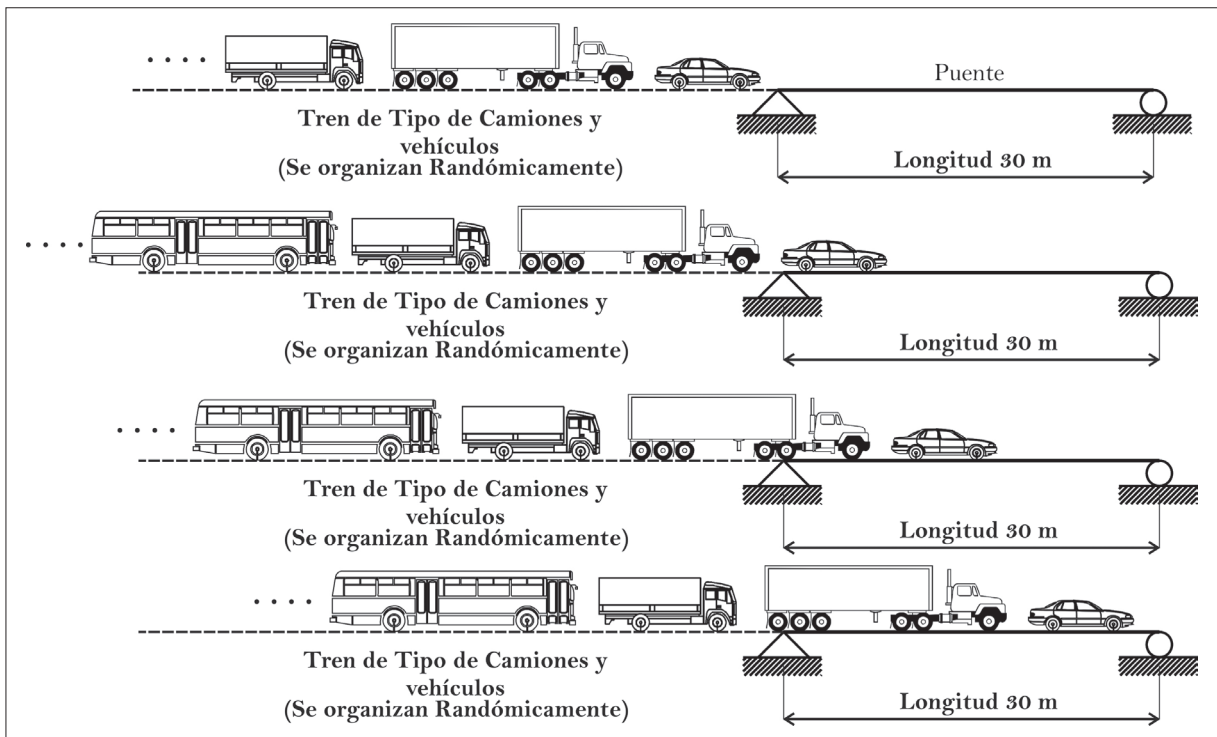 Puente
Tren de Tipo de Camiones y
vehículos
(Se organizan Randómicamente)
Longitud 30 m
Tren de Tipo de Camiones y
vehículos
(Se organizan Randómicamente)
Longitud 30 m
Tren de Tipo de Camiones y
vehículos
(Se organizan Randómicamente)
Longitud 30 m
Tren de Tipo de Camiones y
vehículos
(Se organizan Randómicamente)
Longitud 30 m